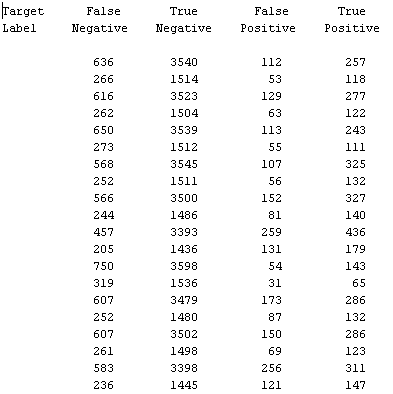 Target False True False True
Label Negative Negative Positive Positive
636 3540 112 257
266 1514 53 118
616 3523 129 277
262 1504 63 122
650 3539 113 243
273 1512 55 111
568 3545 107 325
252 1511 56 132
566 3500 152 327
244 1486 81 140
457 3393 259 436
205 1436 131 179
750 3598 54 143
319 1536 31 65
607 3479 173 286
252 1480 87 132
607 3502 150 286
261 1498 69 123
583 3398 256 311
236 1445 121 147